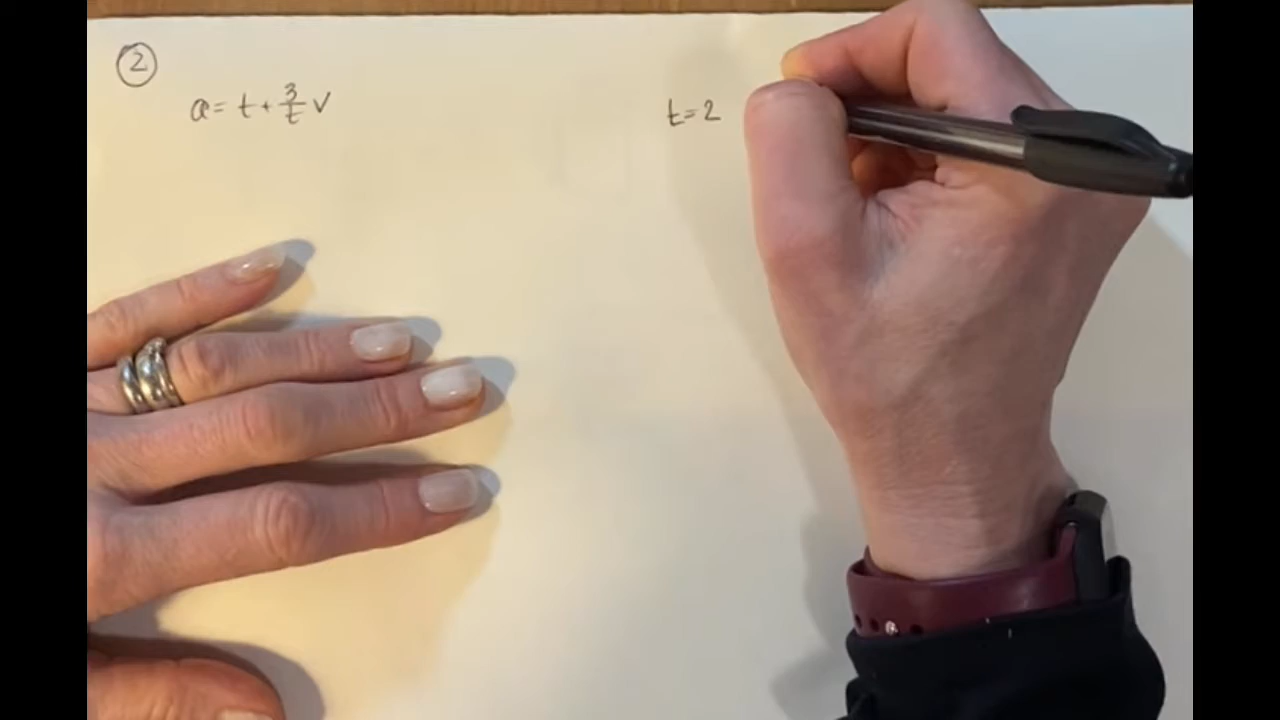 ②
a = t + 3/t v
t = 2